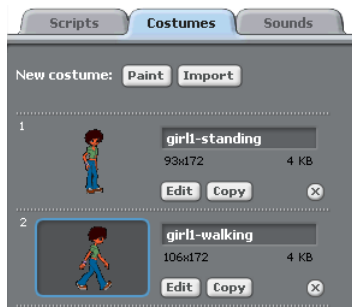 Scripts Costumes Sounds
New costume: Paint Import
1
girl1-standing
93x172 4 KB
Edit Copy
2
girl1-walking
106x172 4 KB
Edit Copy